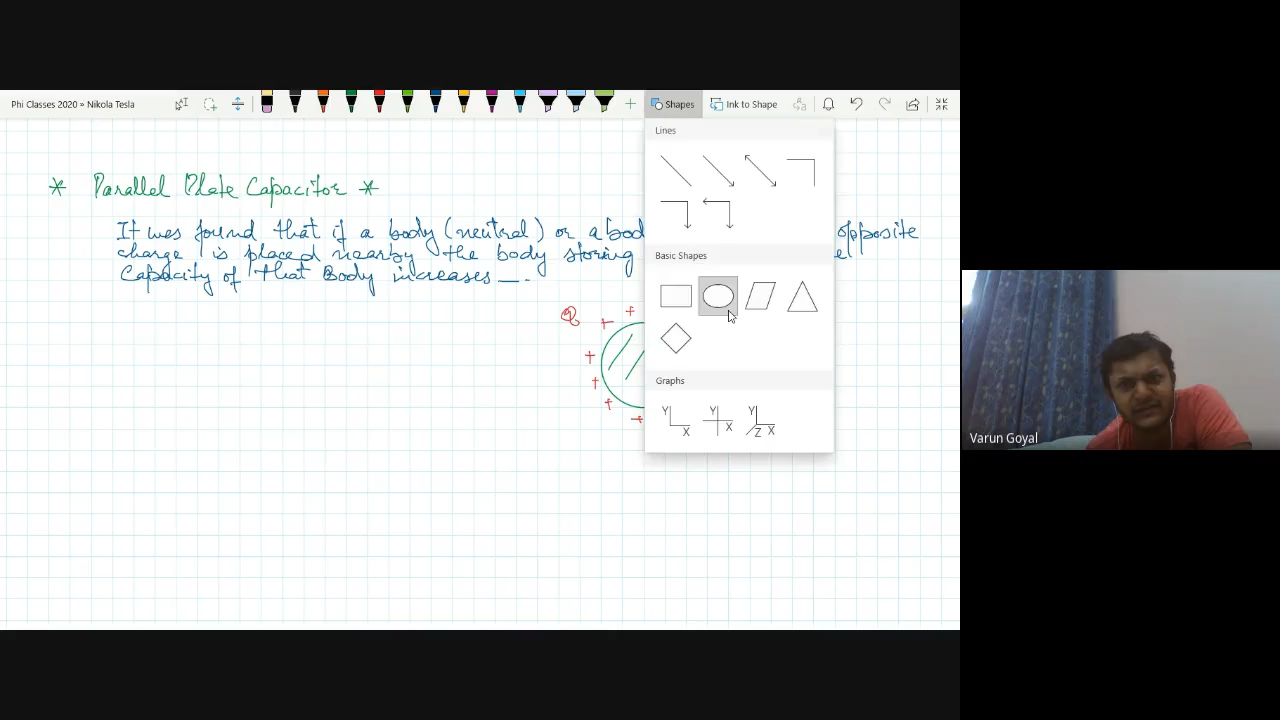 Phi Classes 2020 » Nikola Tesla
Shapes
Ink to Shape
Lines
* Parallel Plate Capacitor *
It was found that if a body (neutral) or a bod opposite
charge is placed nearby the body storing
Capacity of that Body increases __ .
Basic Shapes
Q + +
+
+
+
+
Graphs
Y X
Y X
Y Z X
Varun Goyal